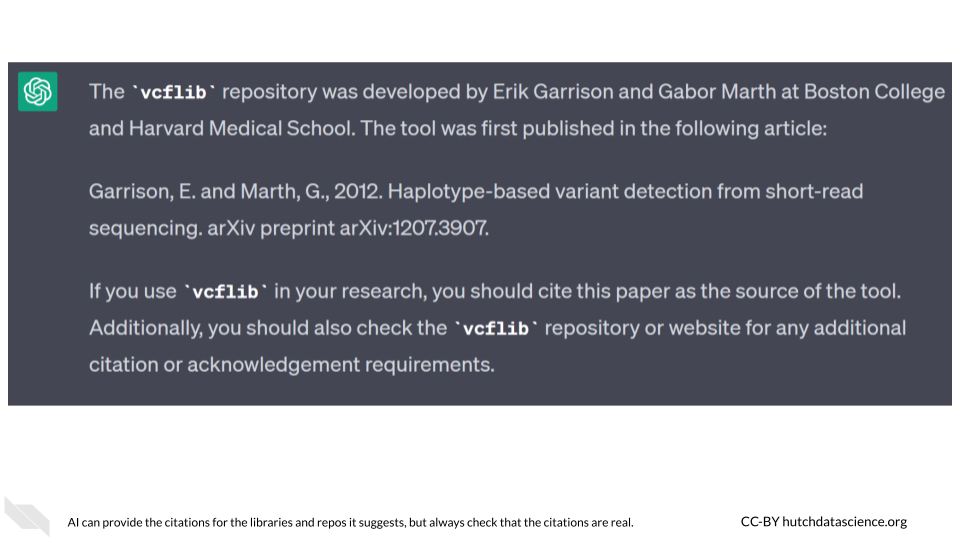 The `vcflib` repository was developed by Erik Garrison and Gabor Marth at Boston College
and Harvard Medical School. The tool was first published in the following article:
Garrison, E. and Marth, G., 2012. Haplotype-based variant detection from short-read
sequencing. arXiv preprint arXiv:1207.3907.
If you use `vcflib` in your research, you should cite this paper as the source of the tool.
Additionally, you should also check the `vcflib` repository or website for any additional
citation or acknowledgement requirements.
AI can provide the citations for the libraries and repos it suggests, but always check that the citations are real.
CC-BY hutchdatascience.org